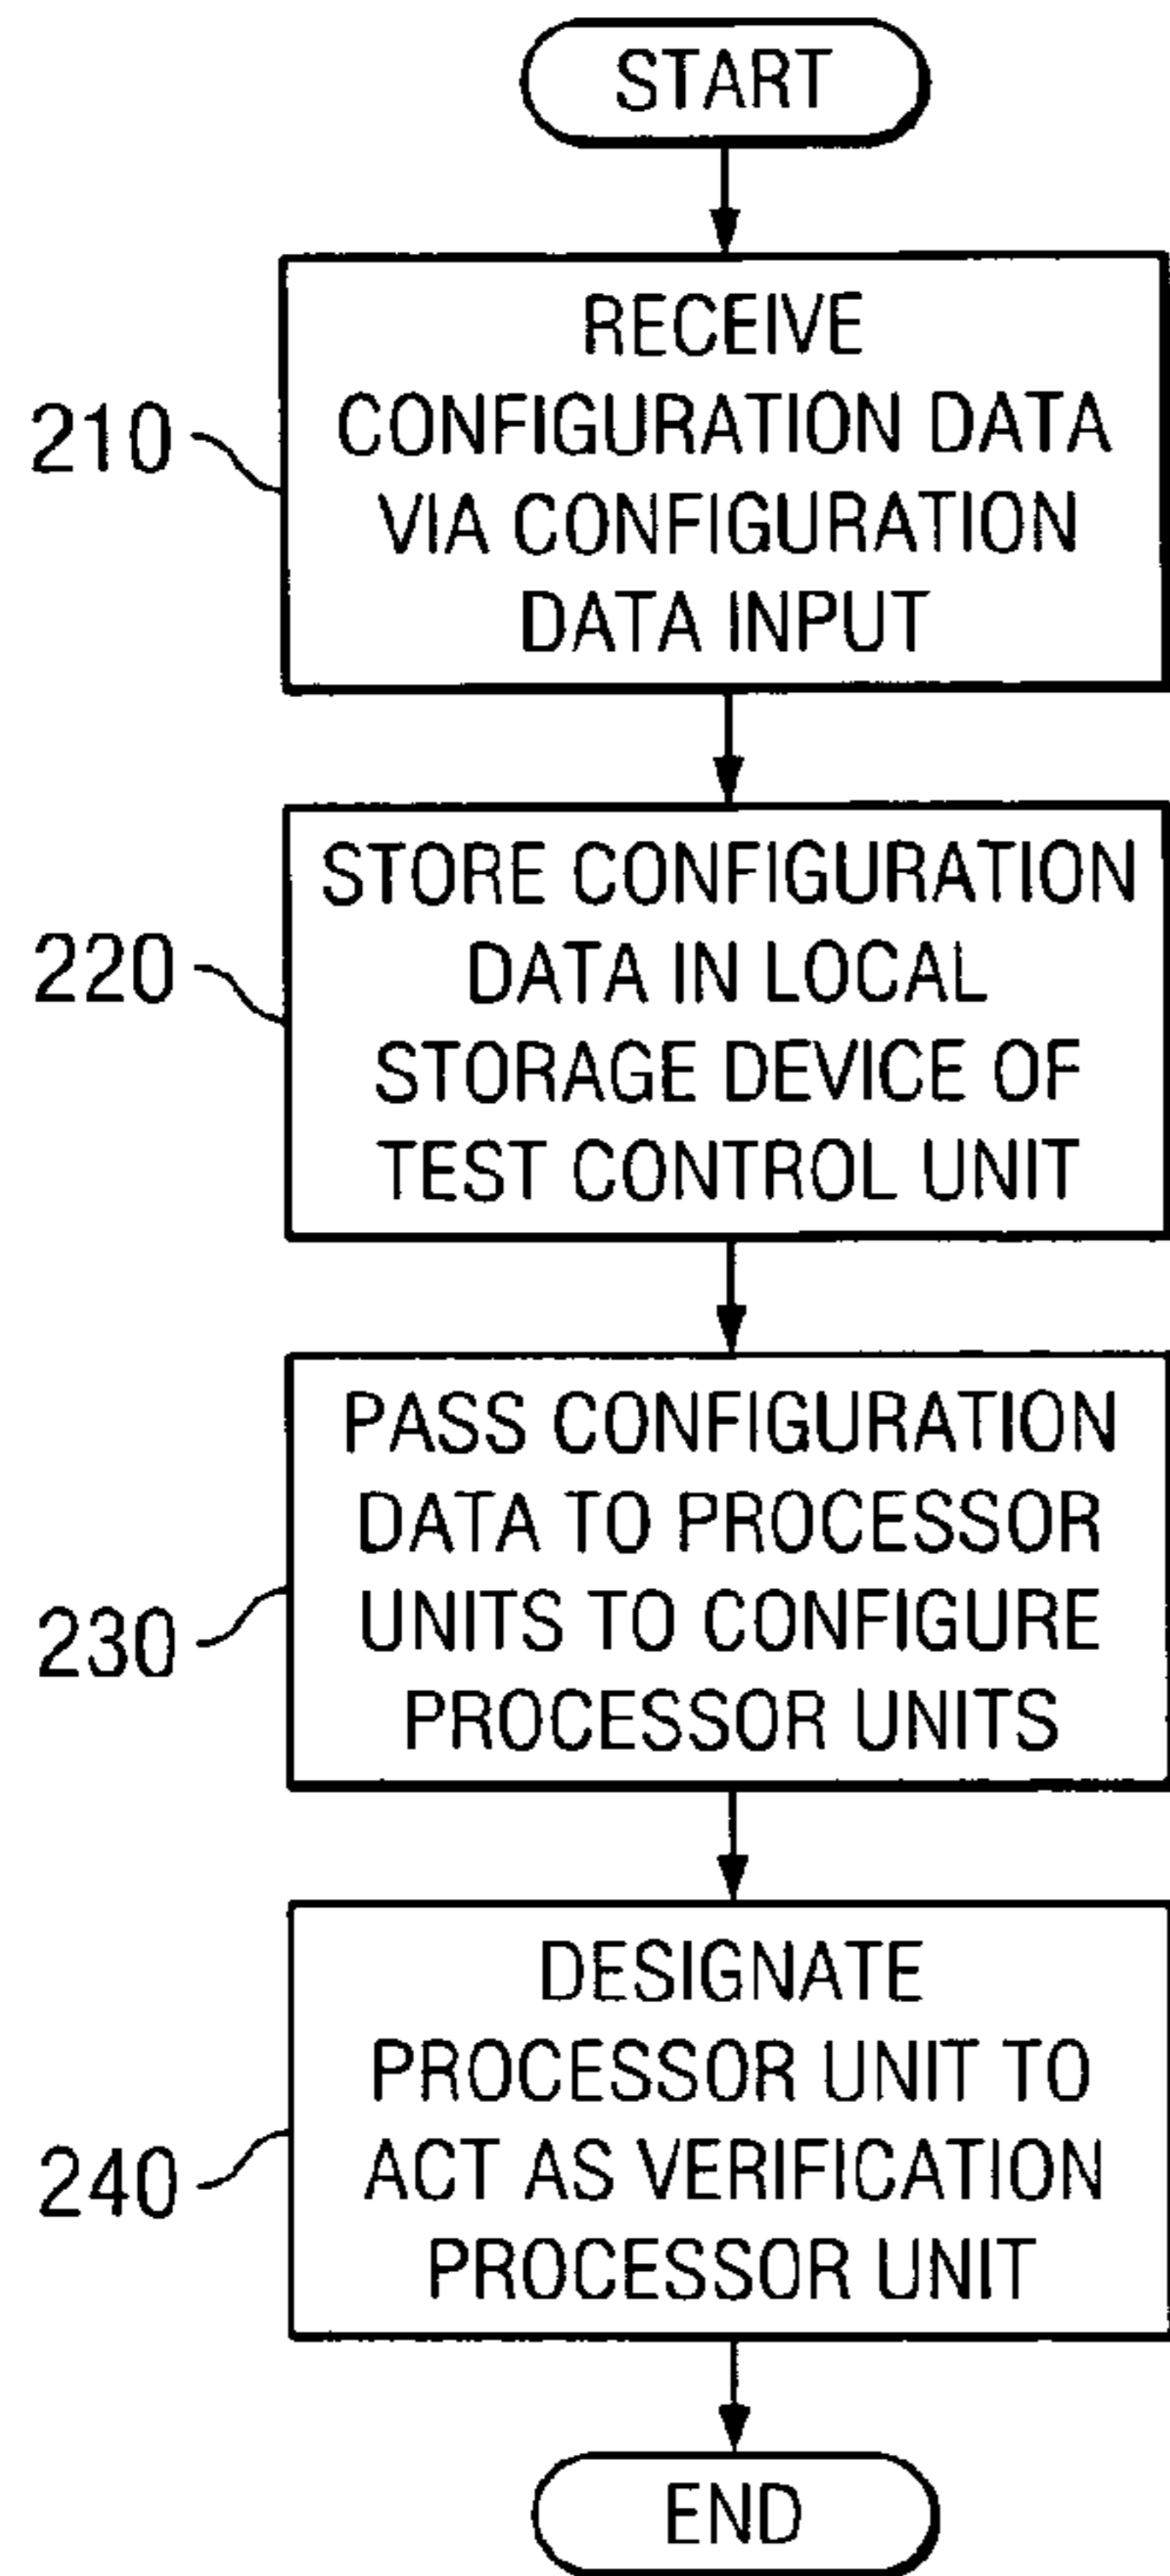 START
RECEIVE
CONFIGURATION DATA
VIA CONFIGURATION
DATA INPUT
210
STORE CONFIGURATION
DATA IN LOCAL
STORAGE DEVICE OF
TEST CONTROL UNIT
220
PASS CONFIGURATION
DATA TO PROCESSOR
UNITS TO CONFIGURE
PROCESSOR UNITS
230
DESIGNATE
PROCESSOR UNIT TO
ACT AS VERIFICATION
PROCESSOR UNIT
240
END